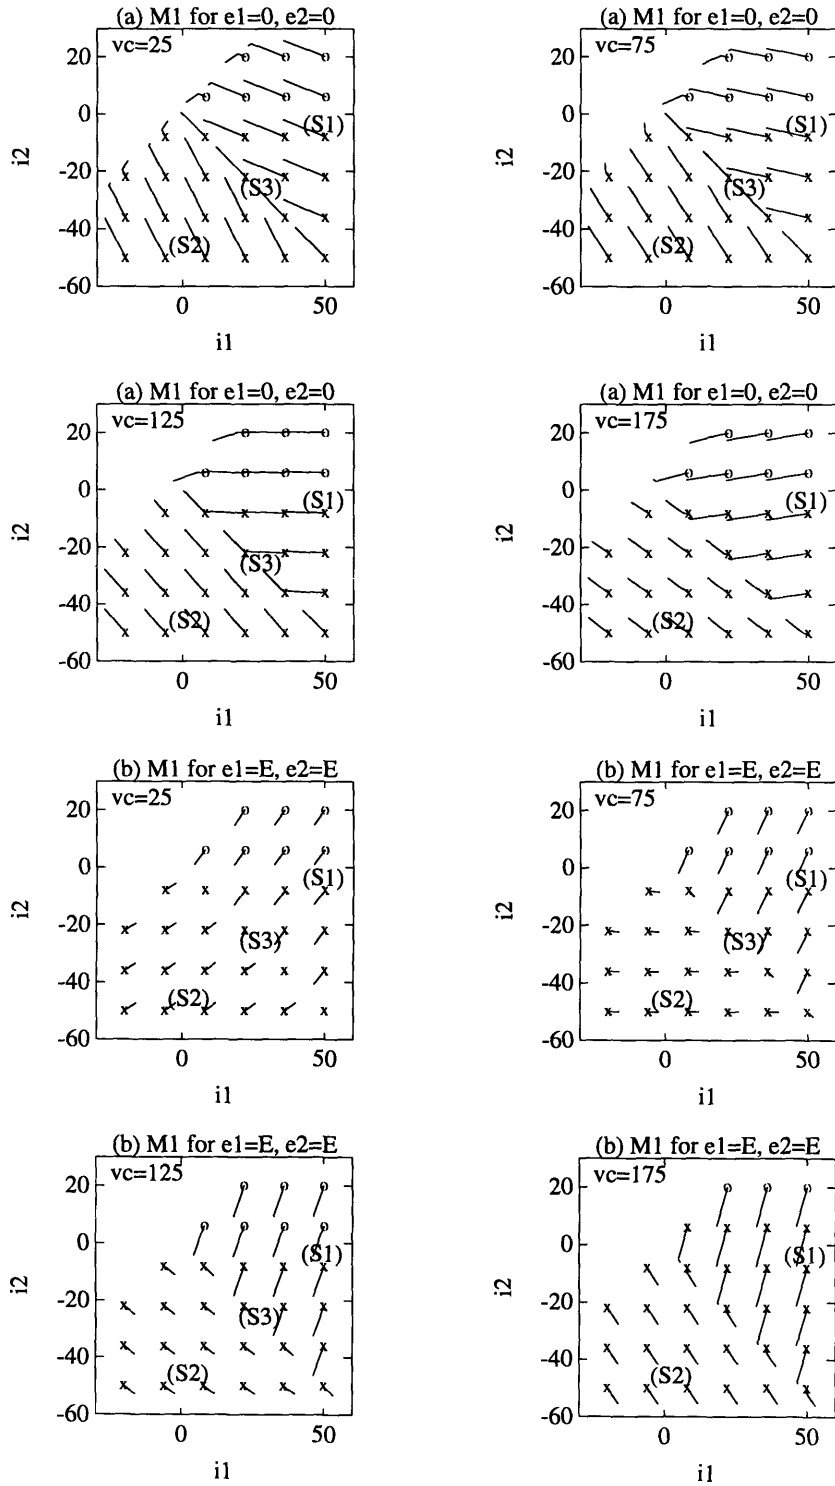 (a) M1 for e1=0, e2=0
vc=25
20
0
-20
-40
-60
i2
(S1)
(S3)
(S2)
0
50
i1
(a) M1 for e1=0, e2=0
vc=75
20
0
-20
-40
-60
i2
(S1)
(S3)
(S2)
0
50
i1
(a) M1 for e1=0, e2=0
vc=125
20
0
-20
-40
-60
i2
(S1)
(S3)
(S2)
0
50
i1
(a) M1 for e1=0, e2=0
vc=175
20
0
-20
-40
-60
i2
(S1)
(S3)
(S2)
0
50
i1
(b) M1 for e1=E, e2=E
vc=25
20
0
-20
-40
-60
i2
(S1)
(S3)
(S2)
0
50
i1
(b) M1 for e1=E, e2=E
vc=75
20
0
-20
-40
-60
i2
(S1)
(S3)
(S2)
0
50
i1
(b) M1 for e1=E, e2=E
vc=125
20
0
-20
-40
-60
i2
(S1)
(S3)
(S2)
0
50
i1
(b) M1 for e1=E, e2=E
vc=175
20
0
-20
-40
-60
i2
(S1)
(S2)
0
50
i1